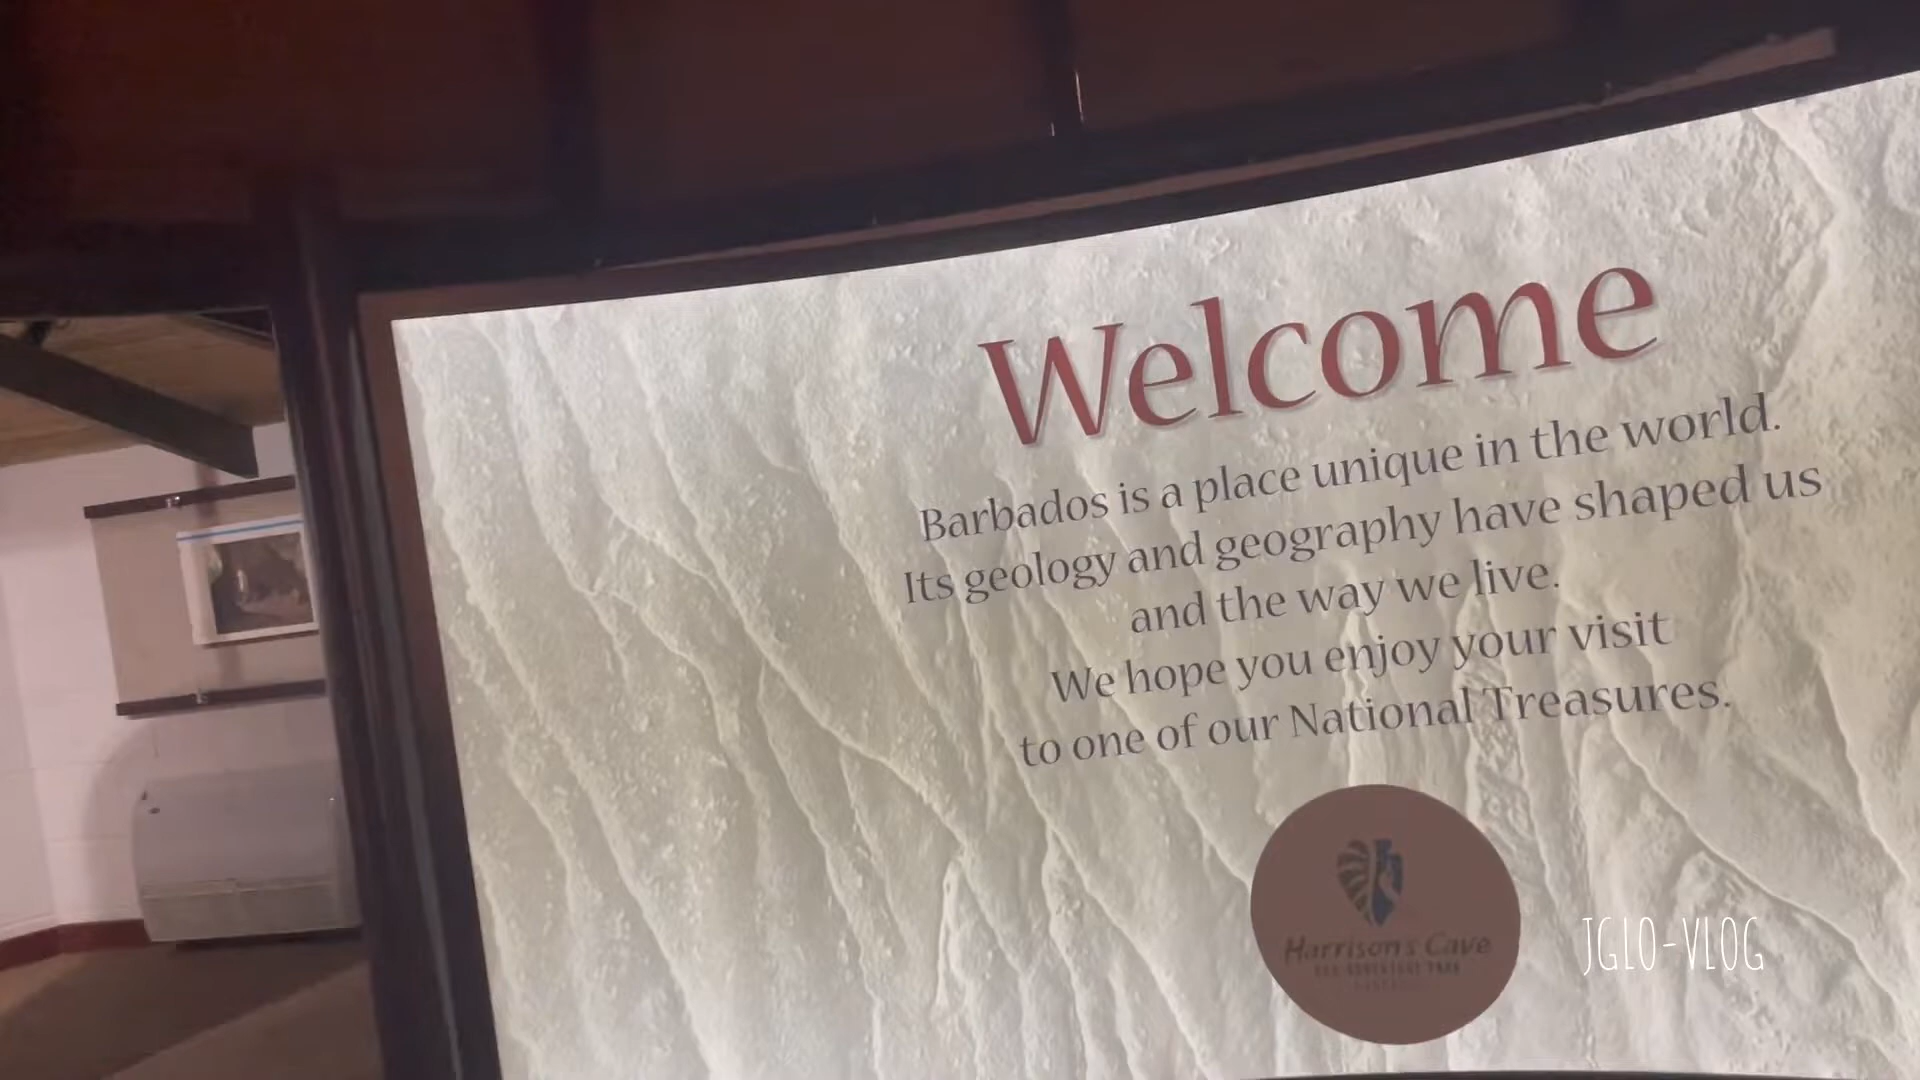 Welcome
Barbados is a place unique in the world.
Its geology and geography have shaped us
and the way we live.
We hope you enjoy your visit
to one of our National Treasures.
Harrison's Cave
JGLO-VLOG